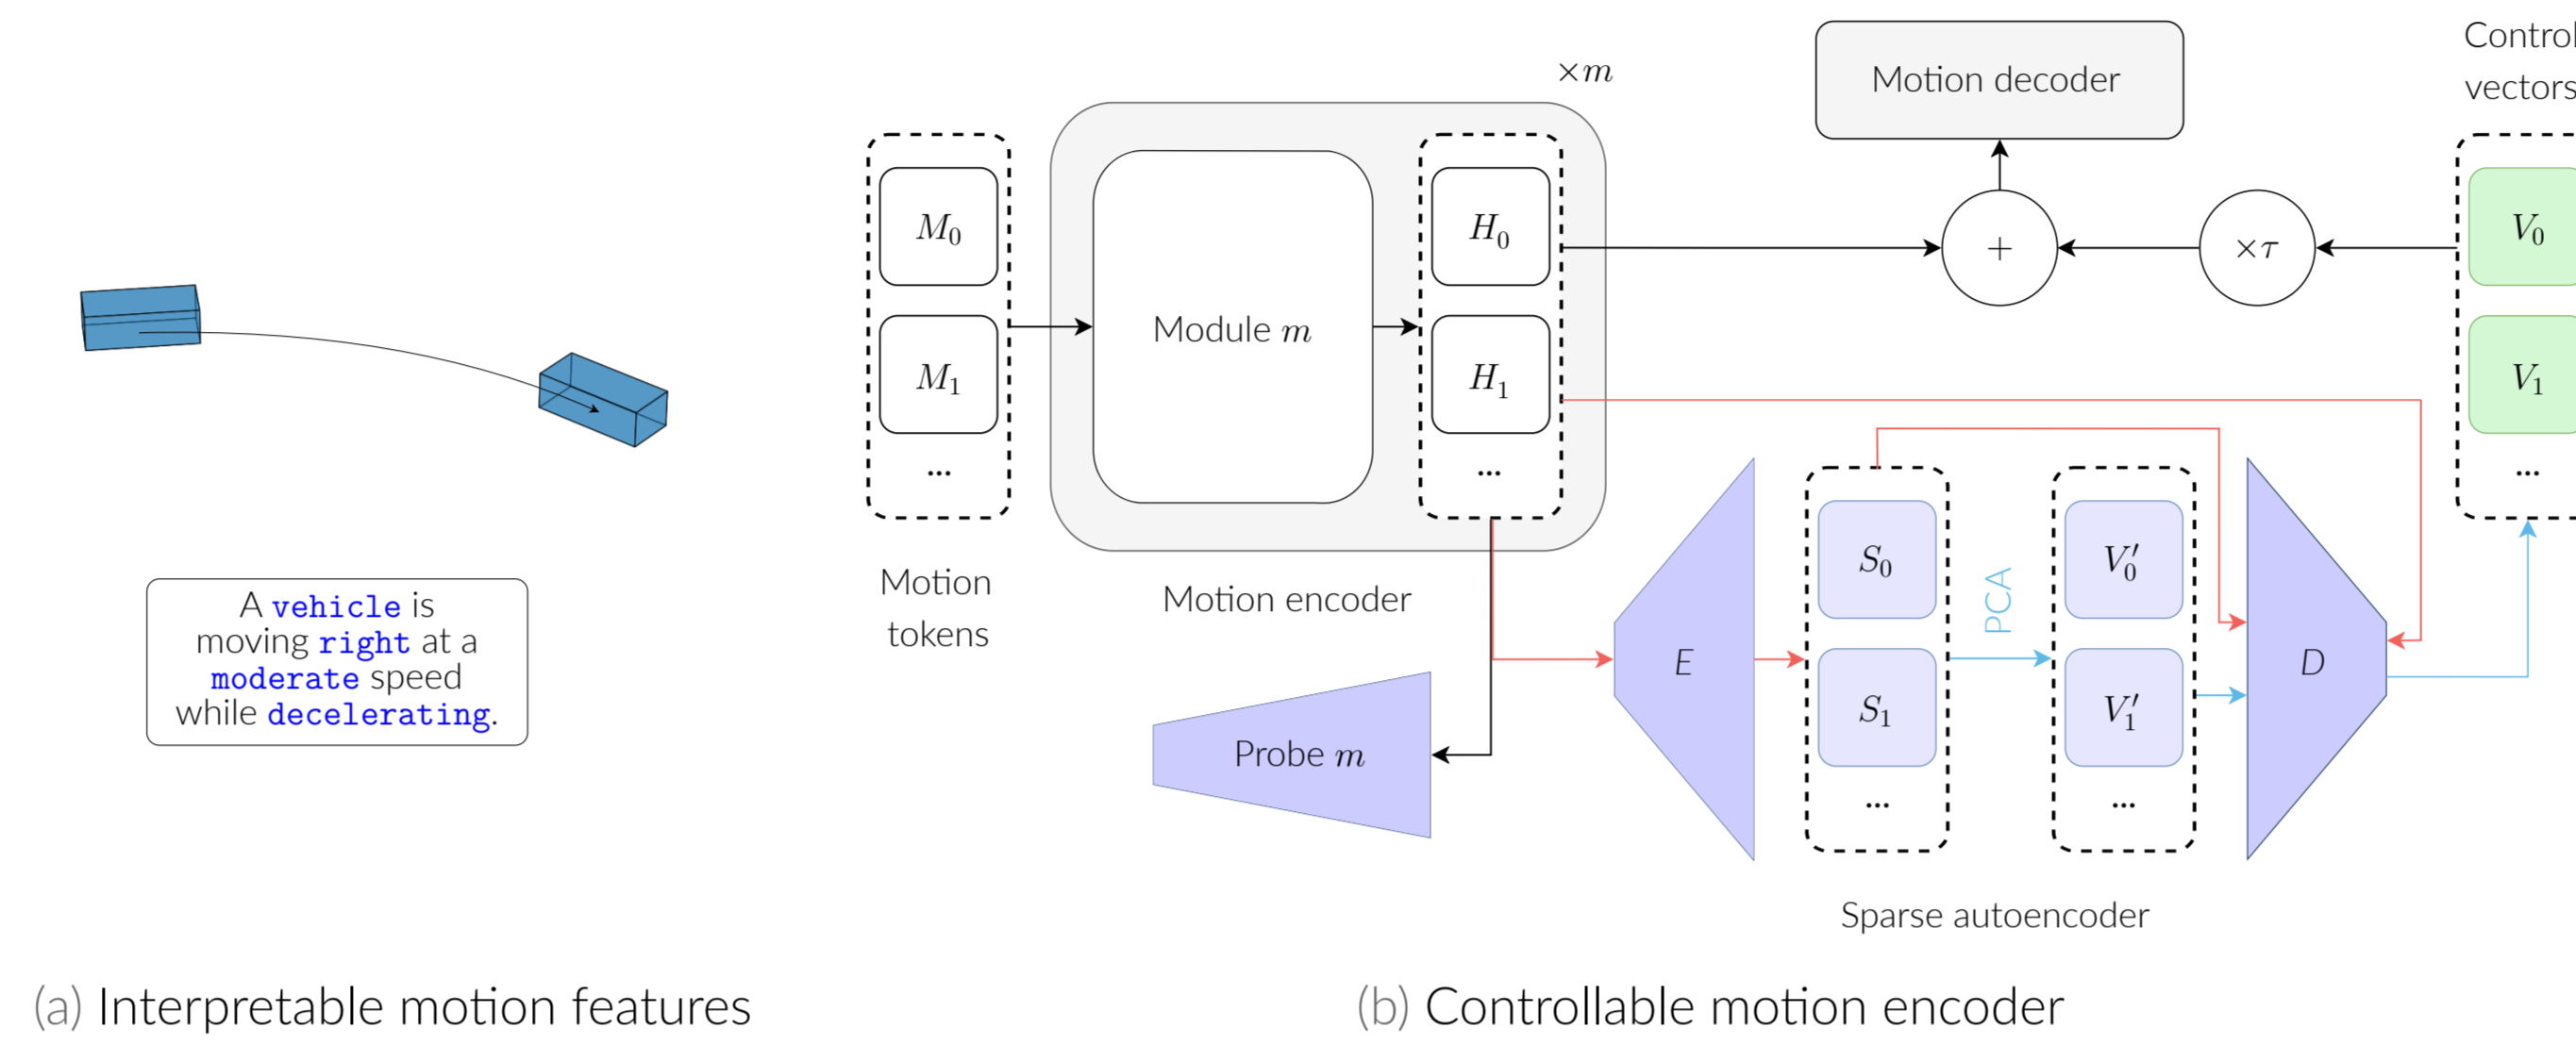 A vehicle is
moving right at a
moderate speed
while decelerating.
(a) Interpretable motion features
M₀
M₁
...
Motion
tokens
Module m
H₀
H₁
...
×m
Motion encoder
Probe m
Motion decoder
+
×τ
Control
vectors
V₀
V₁
...
E
S₀
S₁
...
PCA
V′₀
V′₁
...
D
Sparse autoencoder
(b) Controllable motion encoder